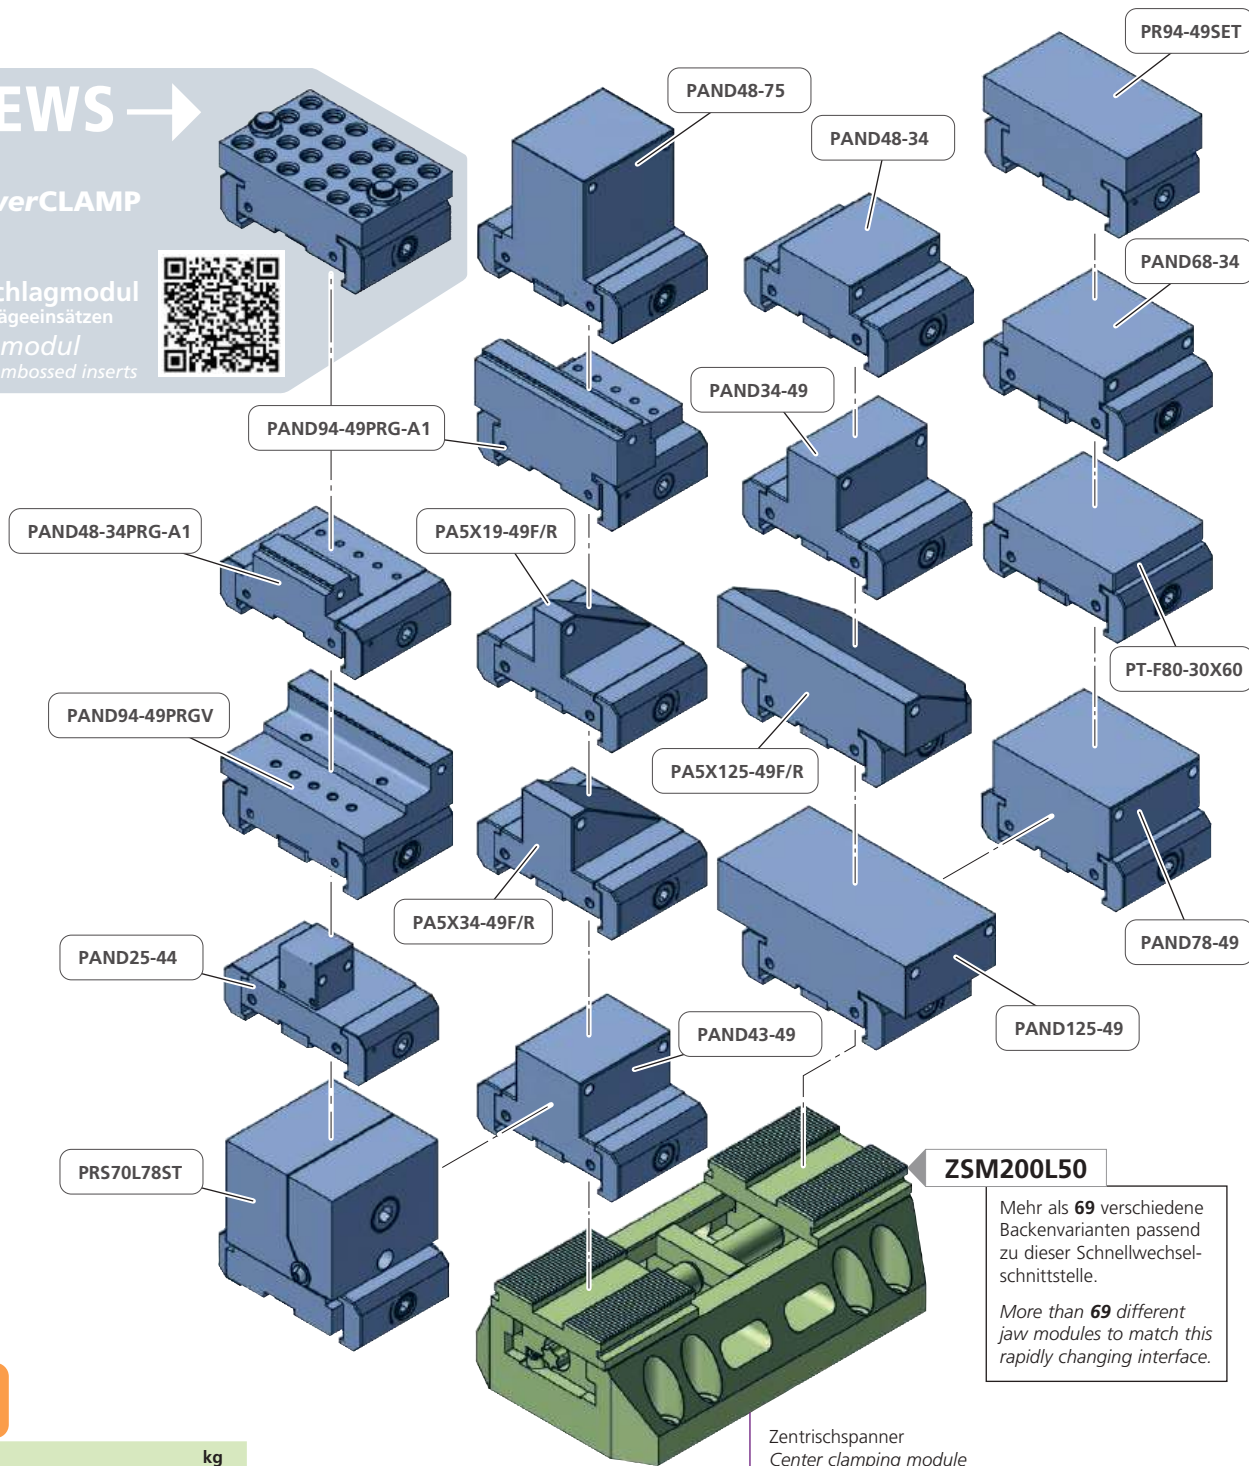 PR94-49SET
EWS
PAND48-75
PAND48-34
verCLAMP
PAND68-34
chlagmodul
ägeeinsätzen
modul
mbossed inserts
PAND34-49
PAND94-49PRG-A1
PAND48-34PRG-A1
PA5X19-49F/R
PT-F80-30X60
PAND94-49PRGV
PA5X125-49F/R
PA5X34-49F/R
PAND78-49
PAND25-44
PAND43-49
PAND125-49
PRS70L78ST
ZSM200L50
Mehr als 69 verschiedene
Backenvarianten passend
zu dieser Schnellwechsel-
schnittstelle.
More than 69 different
jaw modules to match this
rapidly changing interface.
Zentrischspanner
Center clamping module
kg